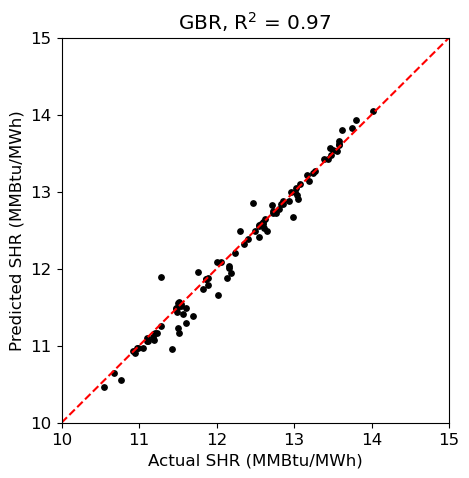 GBR, R² = 0.97
Predicted SHR (MMBtu/MWh)
15
14
13
12
11
10
10 11 12 13 14 15
Actual SHR (MMBtu/MWh)